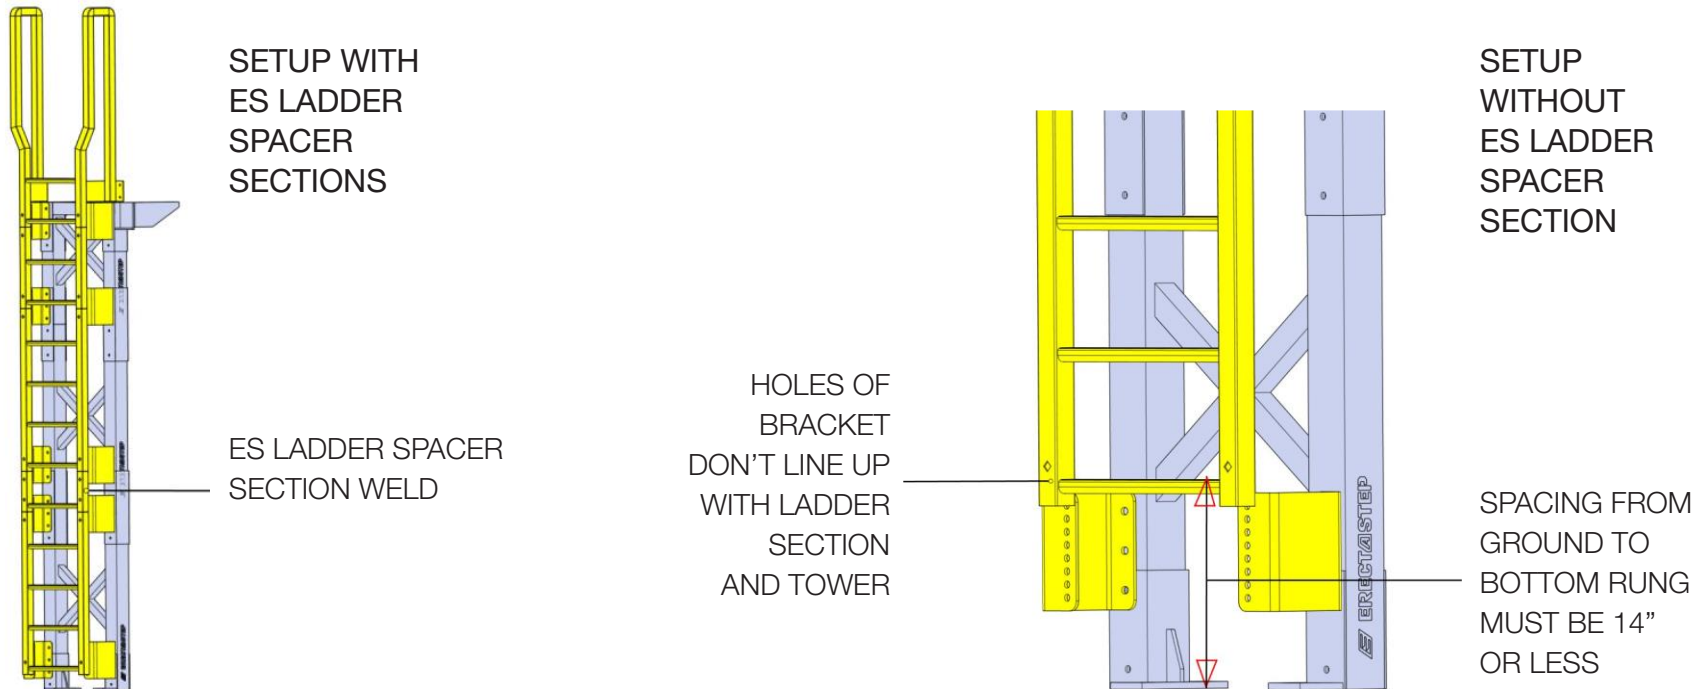 SETUP WITH
ES LADDER
SPACER
SECTIONS
ES LADDER SPACER
SECTION WELD
SETUP
WITHOUT
ES LADDER
SPACER
SECTION
HOLES OF
BRACKET
DON’T LINE UP
WITH LADDER
SECTION
AND TOWER
SPACING FROM
GROUND TO
BOTTOM RUNG
MUST BE 14”
OR LESS
ERECTASTEP